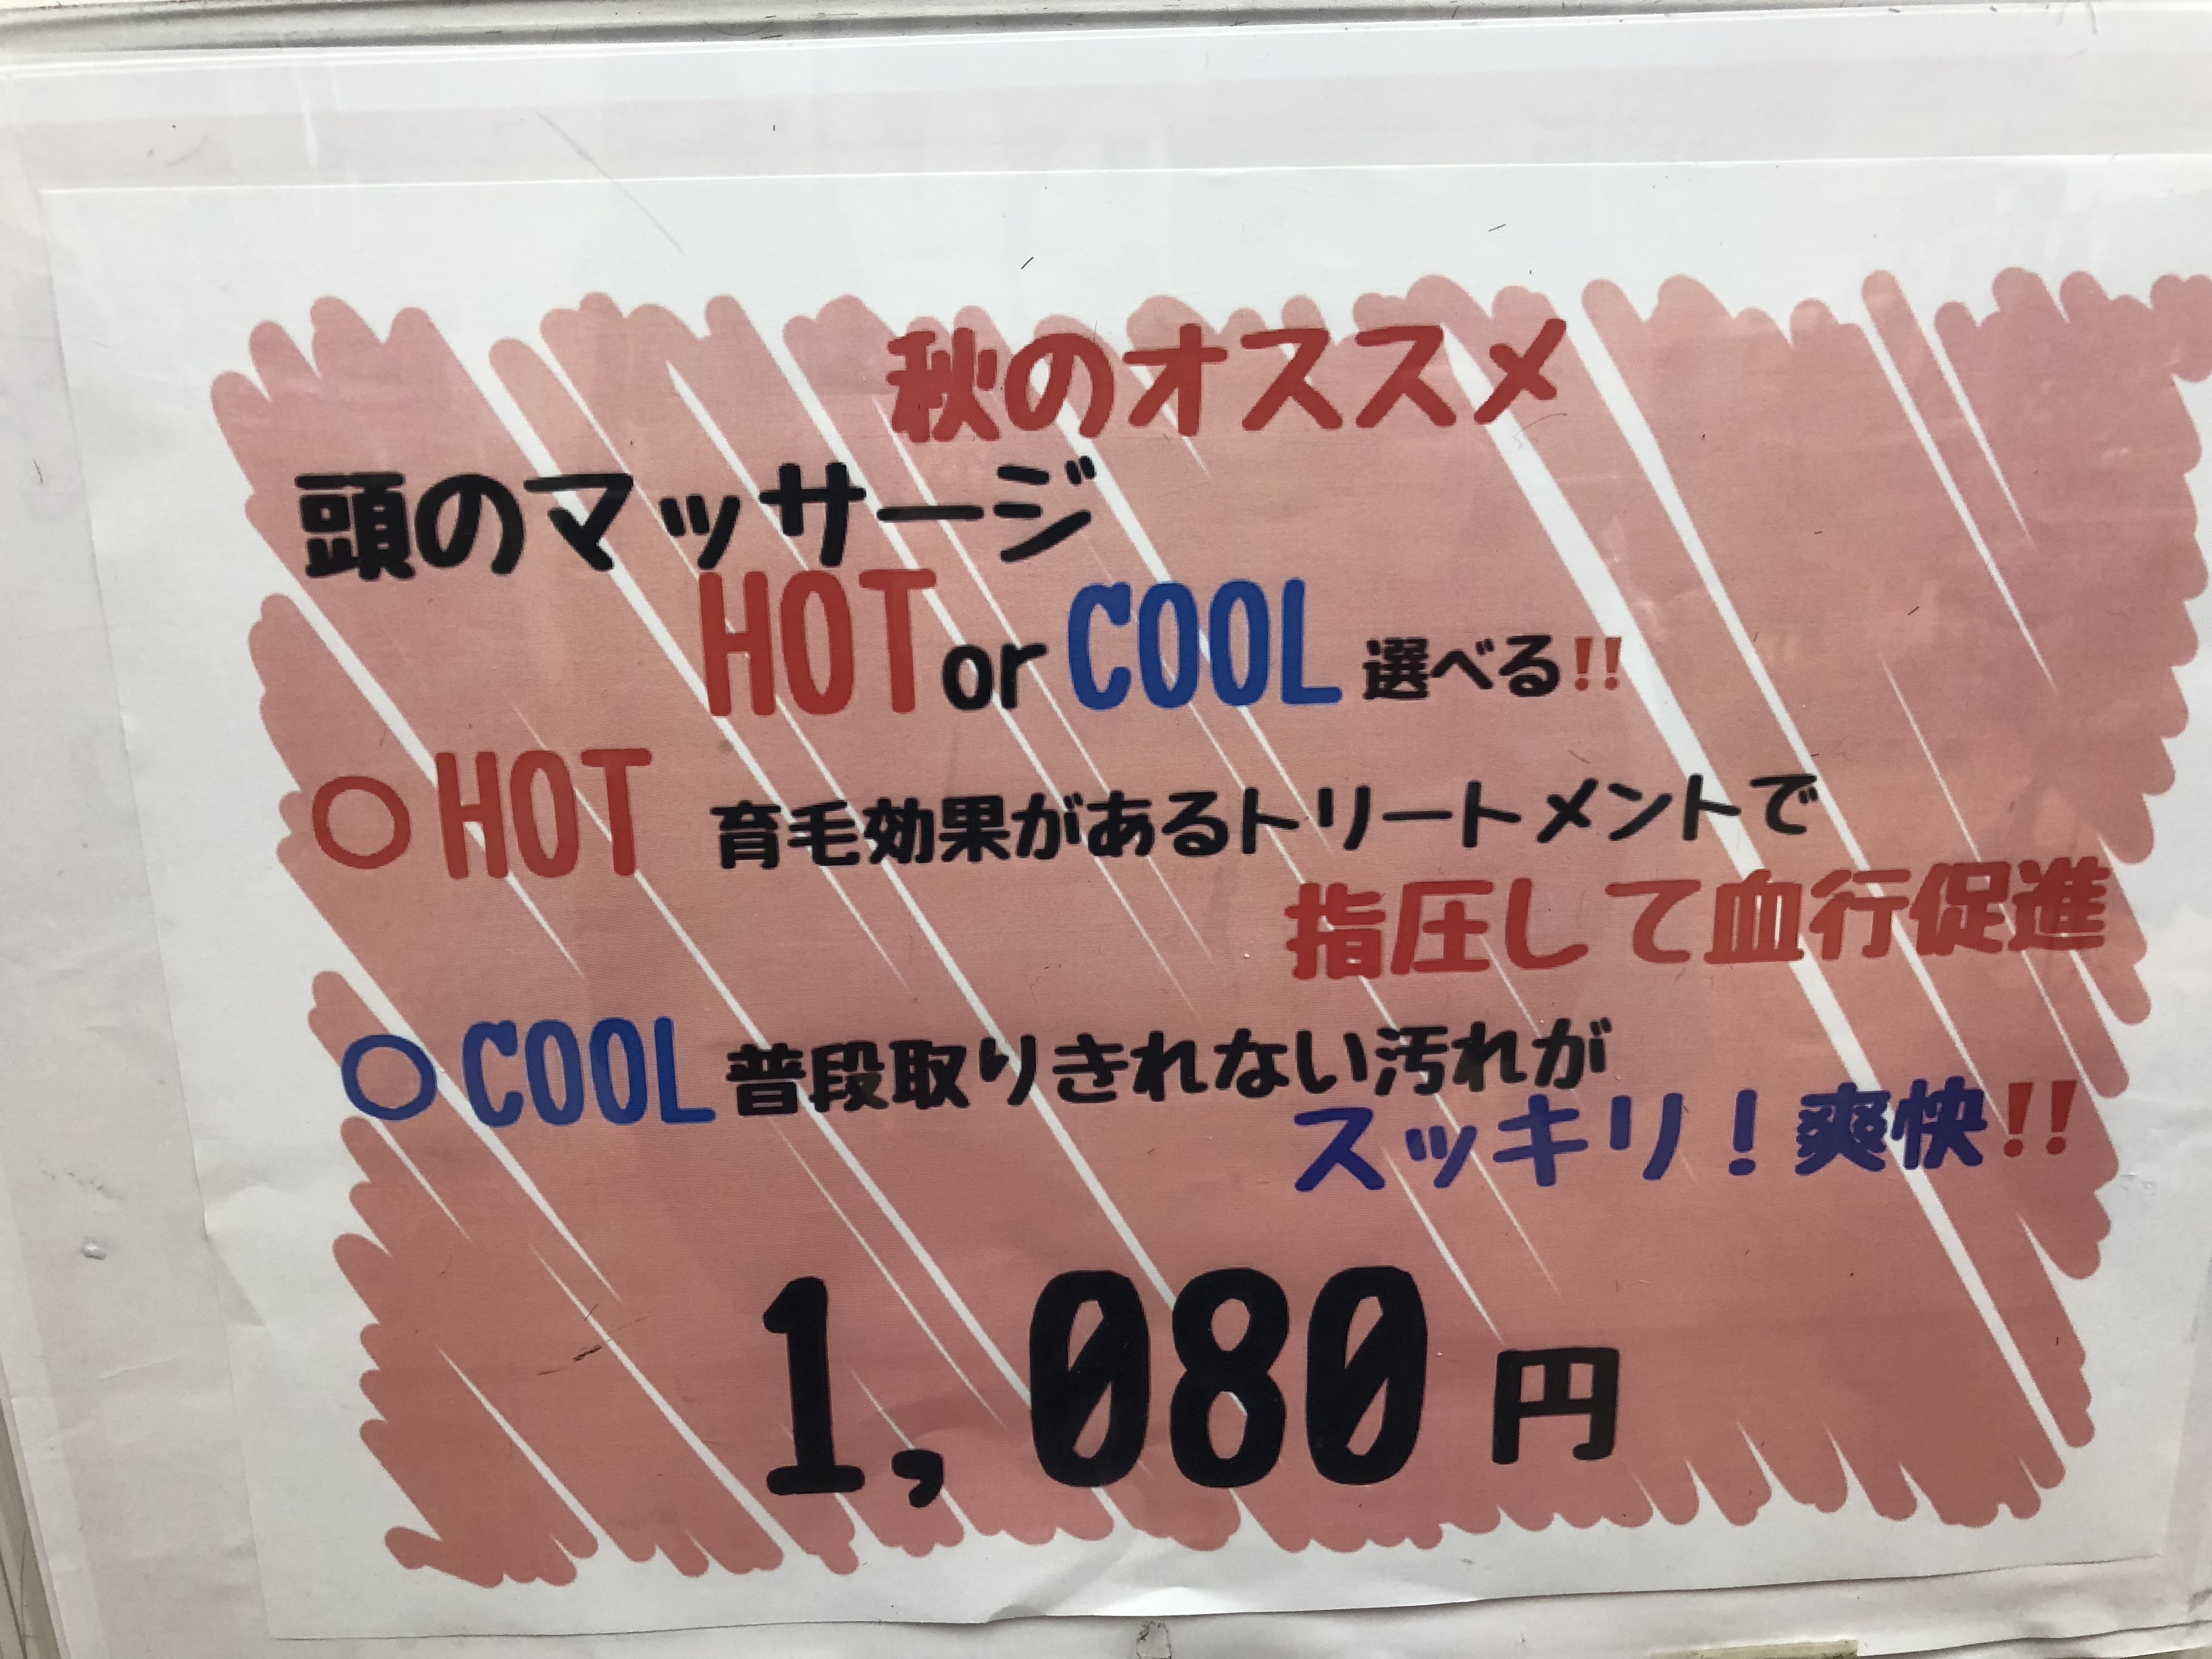 秋のオススメ
頭のマッサージ
HOT or COOL 選べる!!
〇HOT 育毛効果があるトリートメントで
指圧して血行促進
〇COOL 普段取りきれない汚れが
スッキリ！爽快!!
1,080円